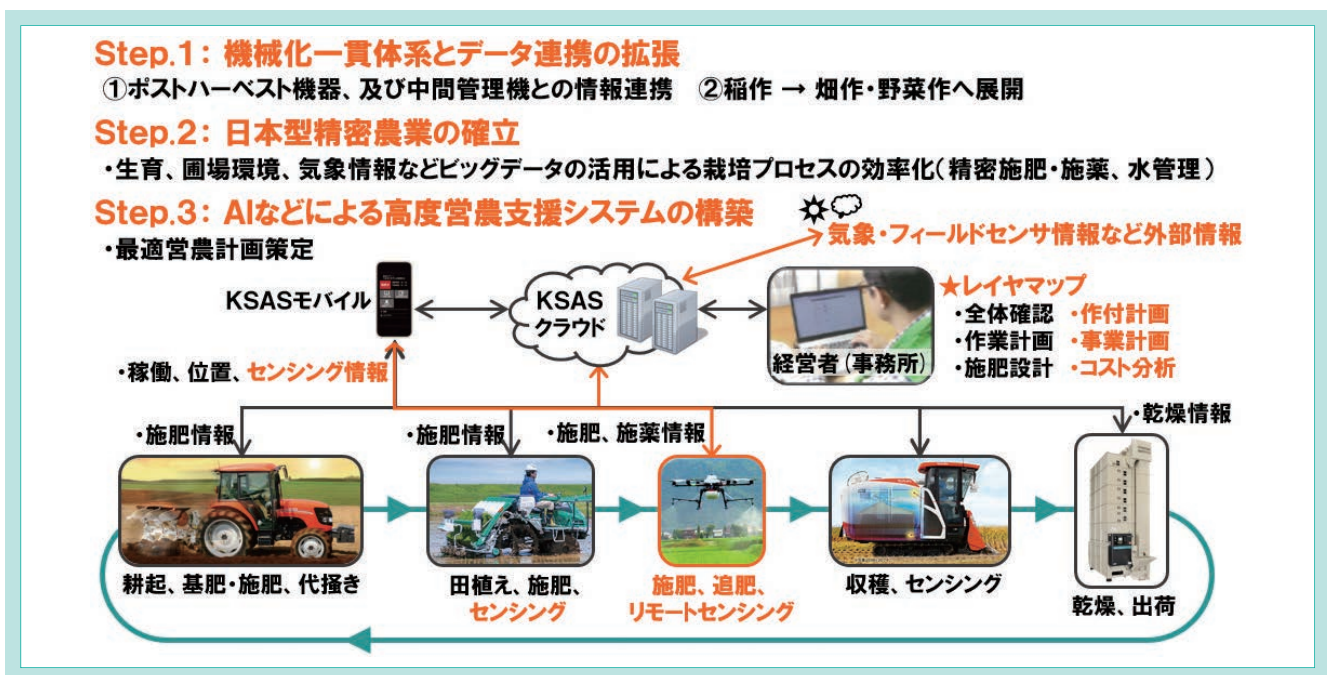 Step.1: 機械化一貫体系とデータ連携の拡張
①ポストハーベスト機器、及び中間管理機との情報連携　②稲作 → 畑作・野菜作へ展開
Step.2: 日本型精密農業の確立
・生育、圃場環境、気象情報などビッグデータの活用による栽培プロセスの効率化(精密施肥・施薬、水管理)
Step.3: AIなどによる高度営農支援システムの構築
・最適営農計画策定
気象・フィールドセンサ情報など外部情報
KSASモバイル
KSAS
クラウド
経営者(事務所)
★レイヤマップ
・全体確認 ・作付計画
・作業計画 ・事業計画
・施肥設計 ・コスト分析
・稼働、位置、センシング情報
・施肥情報
・施肥情報
・施肥、施薬情報
・乾燥情報
耕起、基肥・施肥、代掻き
田植え、施肥、
センシング
施肥、追肥、
リモートセンシング
収穫、センシング
乾燥、出荷